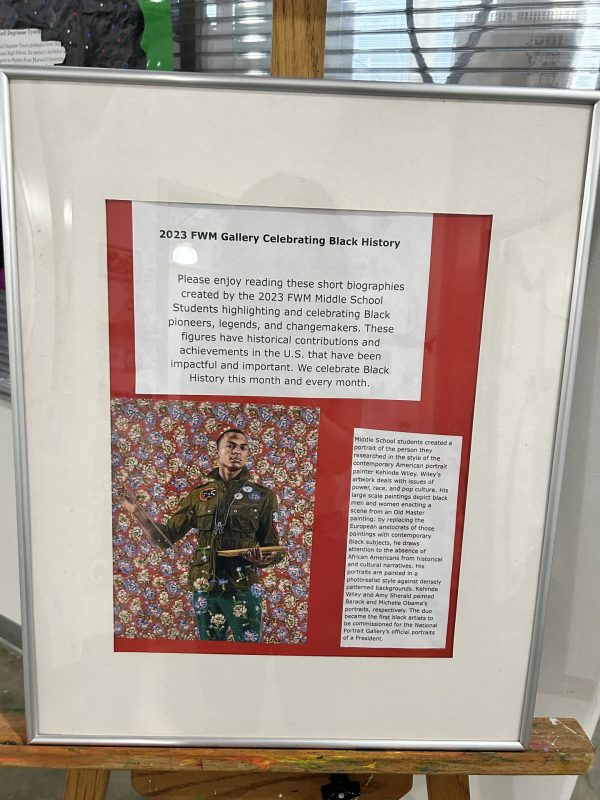 Neil Degrasse Tyson
2023 FWM Gallery Celebrating Black History
Please enjoy reading these short biographies
created by the 2023 FWM Middle School
Students highlighting and celebrating Black
pioneers, legends, and changemakers. These
figures have historical contributions and
achievements in the U.S. that have been
impactful and important. We celebrate Black
History this month and every month.
Middle School students created a
portrait of the person they
researched in the style of the
contemporary American portrait
painter Kehinde Wiley. Wiley's
artwork deals with issues of
power, race, and pop culture. His
large scale paintings depict black
men and women enacting a
scene from an Old Master
painting: by replacing the
European aristocrats of those
paintings with contemporary
Black subjects, he draws
attention to the absence of
African Americans from historical
and cultural narratives. His
portraits are painted in a
photorealist style against densely
patterned backgrounds. Kehinde
Wiley and Amy Sherald painted
Barack and Michelle Obama's
portraits, respectively. The duo
became the first black artists to
be commissioned for the National
Portrait Gallery's official portraits
of a President.